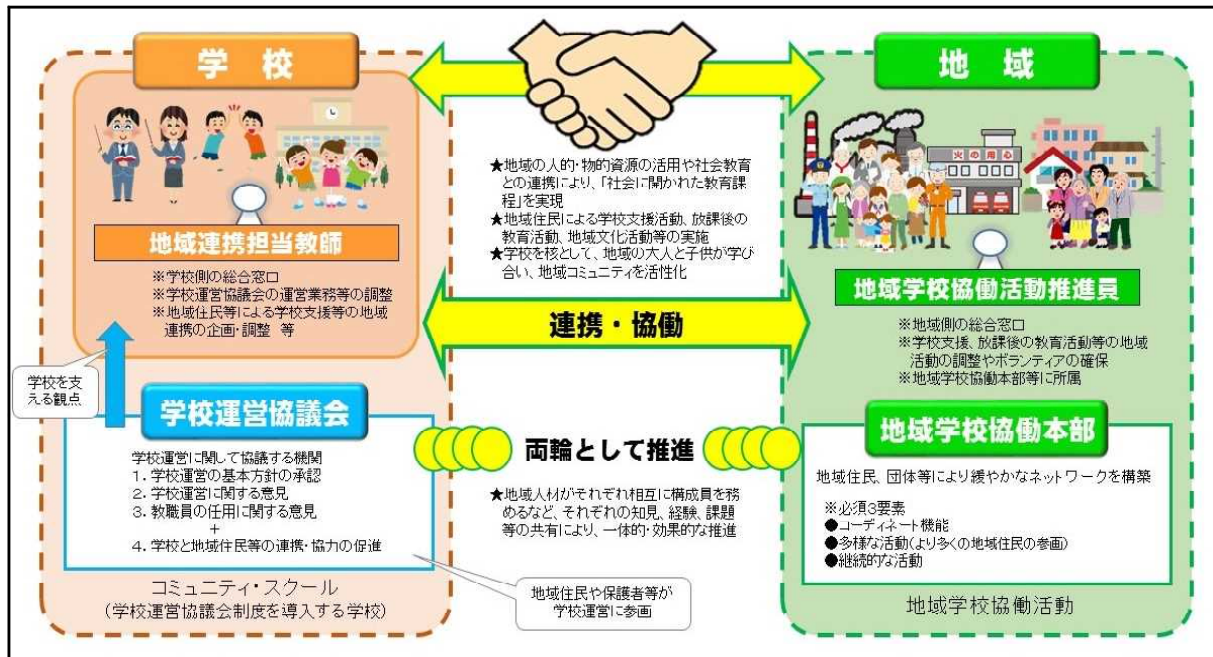 学校
地域連携担当教師
※学校側の総合窓口
※学校運営協議会の運営業務等の調整
※地域住民等による学校支援等の地域
連携の企画・調整 等
学校を支
える観点
学校運営協議会
学校運営に関して協議する機関
1. 学校運営の基本方針の承認
2. 学校運営に関する意見
3. 教職員の任用に関する意見
+
4. 学校と地域住民等の連携・協力の促進
コミュニティ・スクール
(学校運営協議会制度を導入する学校)
★地域の人的・物的資源の活用や社会教育
との連携により、「社会に開かれた教育課
程」を実現
★地域住民による学校支援活動、放課後の
教育活動、地域文化活動等の実施
★学校を核として、地域の大人と子供が学び
合い、地域コミュニティを活性化
連携・協働
両輪として推進
★地域人材がそれぞれ相互に構成員を務
めるなど、それぞれの知見、経験、課題
等の共有により、一体的・効果的な推進
地域住民や保護者等が
学校運営に参画
地域
火の用心
地域学校協働活動推進員
※地域側の総合窓口
※学校支援、放課後の教育活動等の地域
活動の調整やボランティアの確保
※地域学校協働本部等に所属
地域学校協働本部
地域住民、団体等により緩やかなネットワークを構築
※必須3要素
●コーディネート機能
●多様な活動(より多くの地域住民の参画)
●継続的な活動
地域学校協働活動